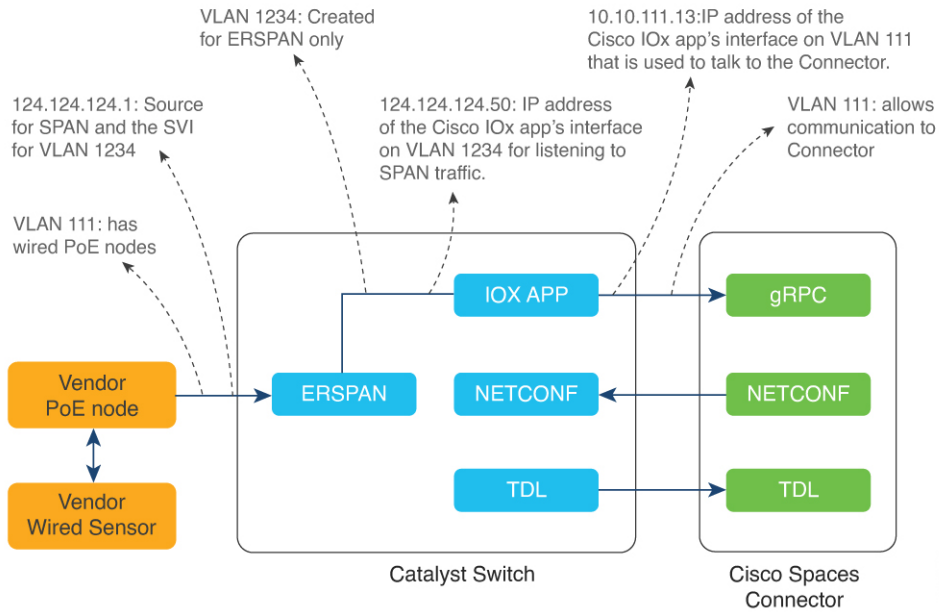 VLAN 1234: Created
for ERSPAN only
10.10.111.13:IP address of the
Cisco IOx app’s interface on VLAN 111
that is used to talk to the Connector.
124.124.124.1: Source
for SPAN and the SVI
for VLAN 1234
124.124.124.50: IP address
of the Cisco IOx app’s interface
on VLAN 1234 for listening to
SPAN traffic.
VLAN 111: allows
communication to
Connector
VLAN 111: has
wired PoE nodes
IOX APP
gRPC
Vendor
PoE node
ERSPAN
NETCONF
NETCONF
Vendor
Wired Sensor
TDL
TDL
Catalyst Switch
Cisco Spaces
Connector